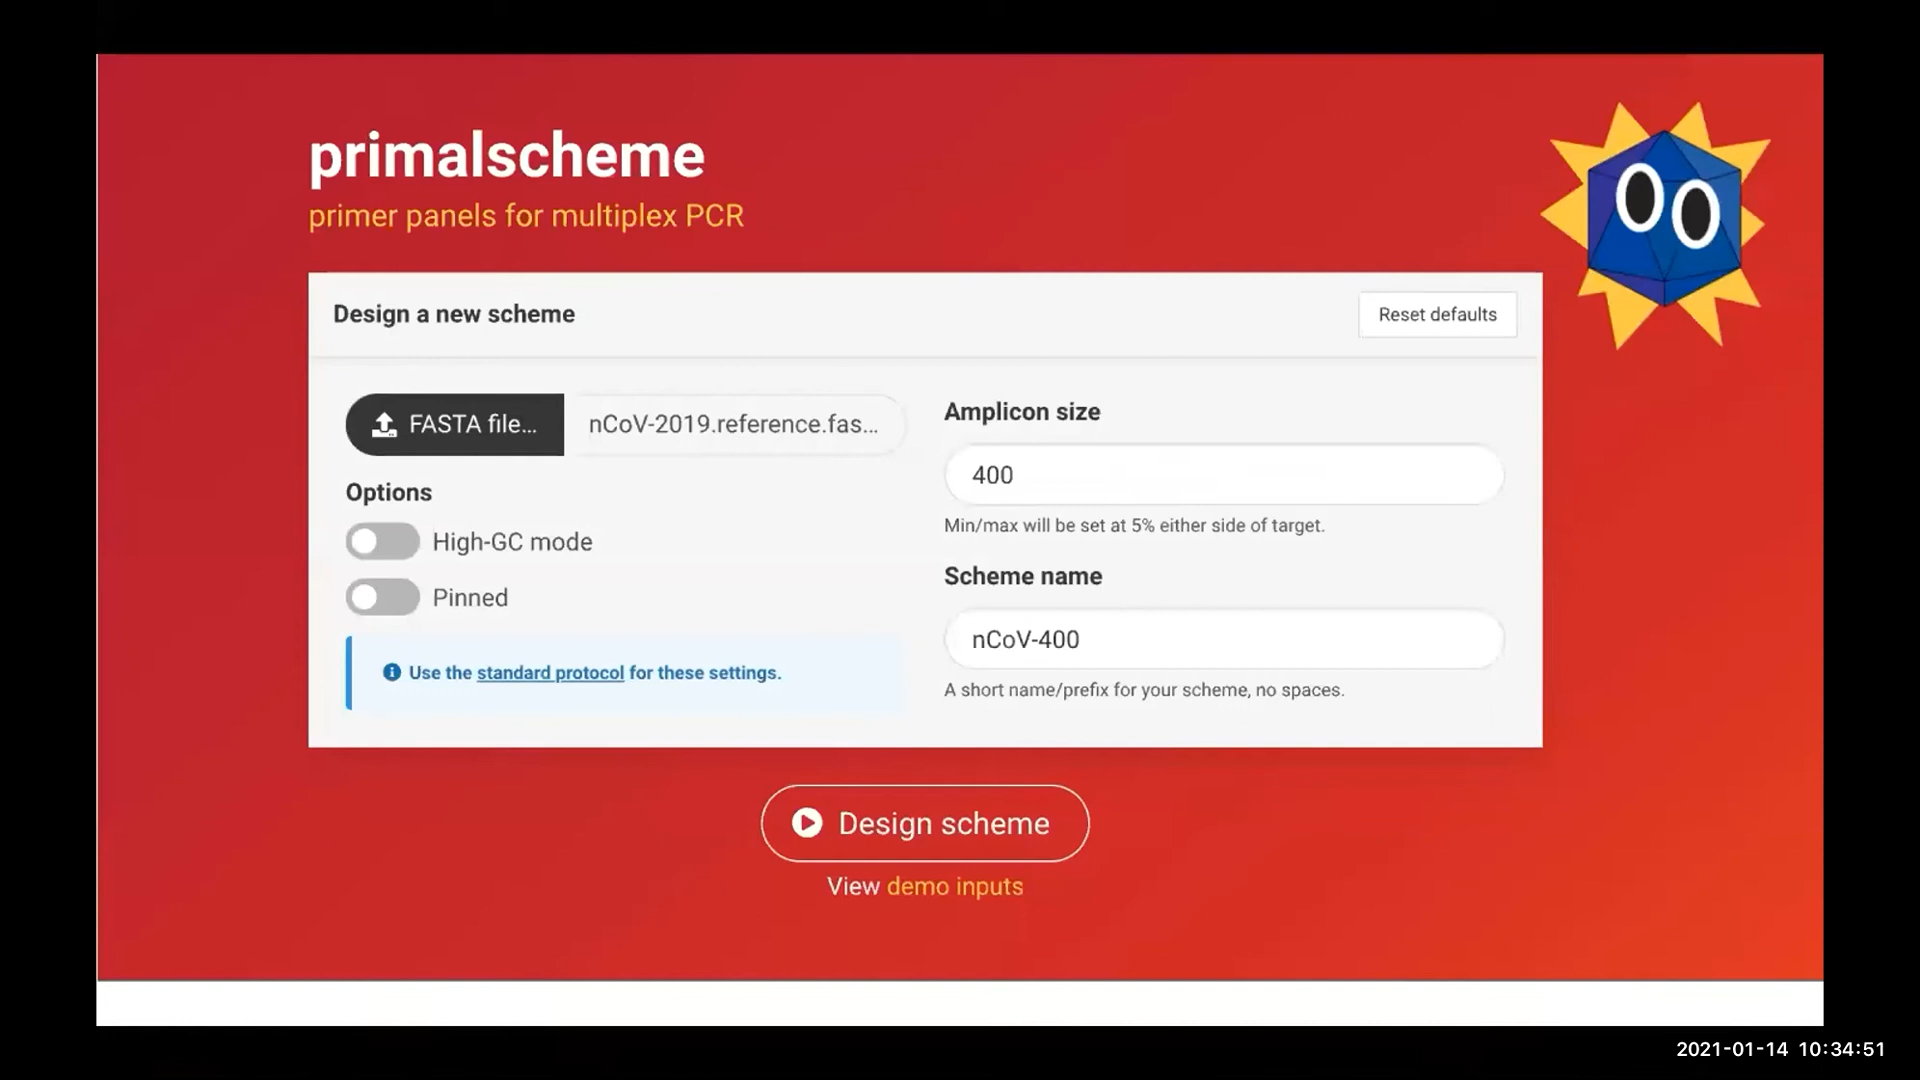 primalscheme
primer panels for multiplex PCR
Design a new scheme
Reset defaults
FASTA file...
nCoV-2019.reference.fas...
Options
High-GC mode
Pinned
Use the standard protocol for these settings.
Amplicon size
400
Min/max will be set at 5% either side of target.
Scheme name
nCoV-400
A short name/prefix for your scheme, no spaces.
Design scheme
View demo inputs
2021-01-14 10:34:51